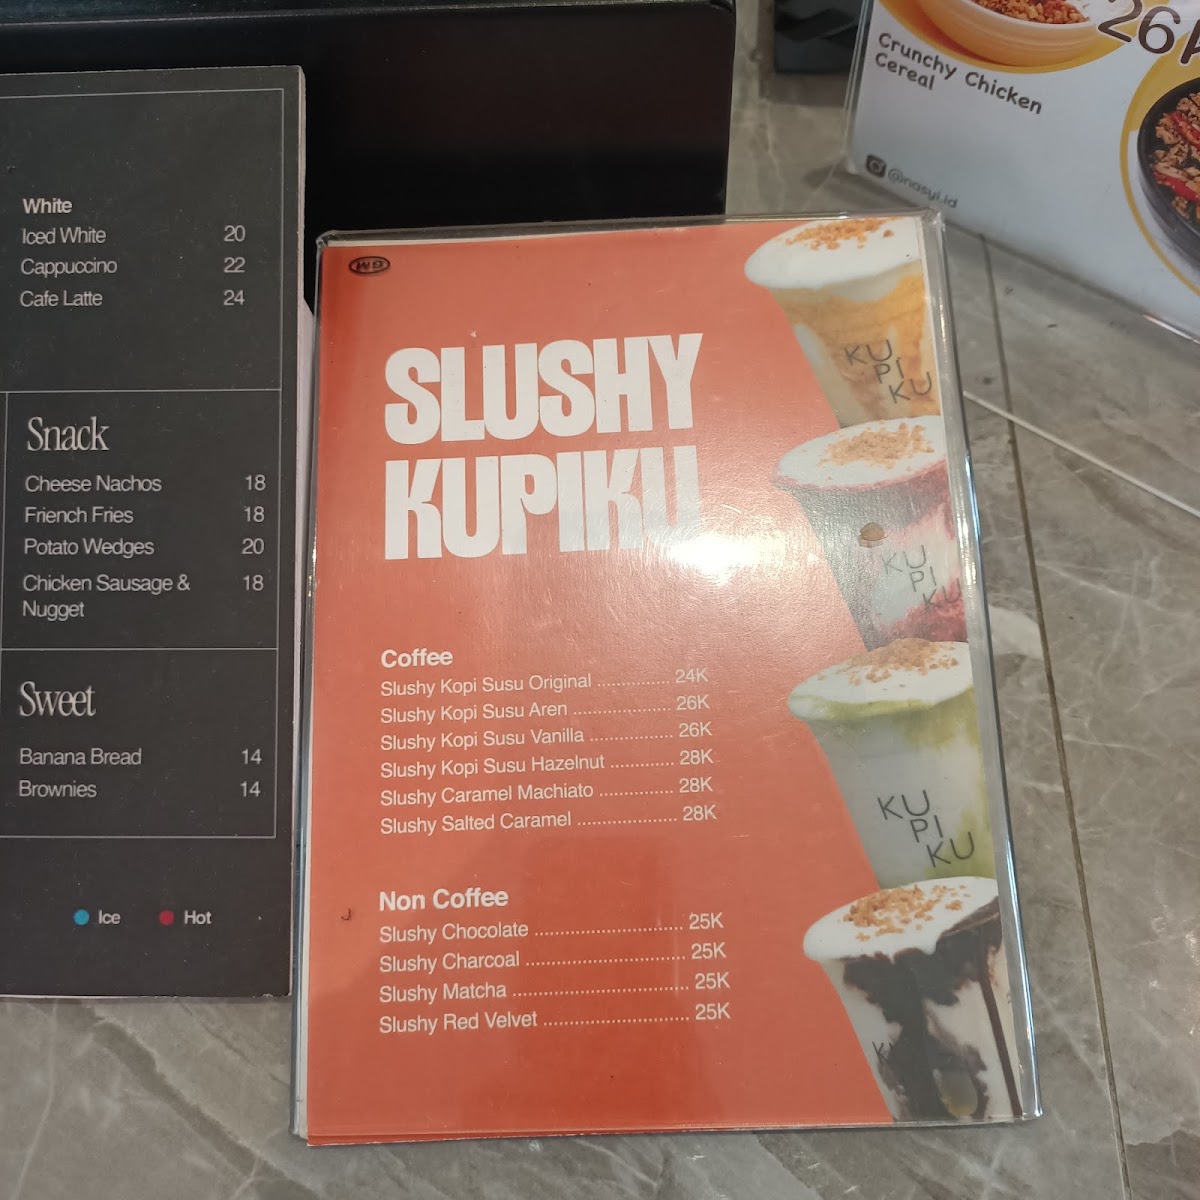 White
Iced White 20
Cappuccino 22
Cafe Latte 24
Snack
Cheese Nachos 18
Friench Fries 18
Potato Wedges 20
Chicken Sausage & 18
Nugget
Sweet
Banana Bread 14
Brownies 14
Ice Hot
SLUSHY
KUPIKU
Coffee
Slushy Kopi Susu Original .............. 24K
Slushy Kopi Susu Aren ................... 26K
Slushy Kopi Susu Vanilla ................ 26K
Slushy Kopi Susu Hazelnut ............ 28K
Slushy Caramel Machiato ............... 28K
Slushy Salted Caramel ................... 28K
Non Coffee
Slushy Chocolate ............................ 25K
Slushy Charcoal .............................. 25K
Slushy Matcha ................................. 25K
Slushy Red Velvet ............................ 25K
KU
PI
KU
KU
PI
KU
KU
PI
KU
Crunchy Chicken
Cereal
26
@nasyi.id